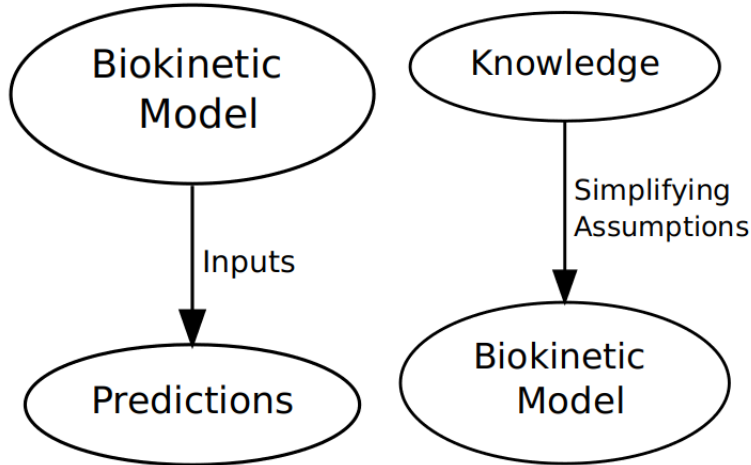 Biokinetic
Model
Inputs
Predictions
Knowledge
Simplifying
Assumptions
Biokinetic
Model